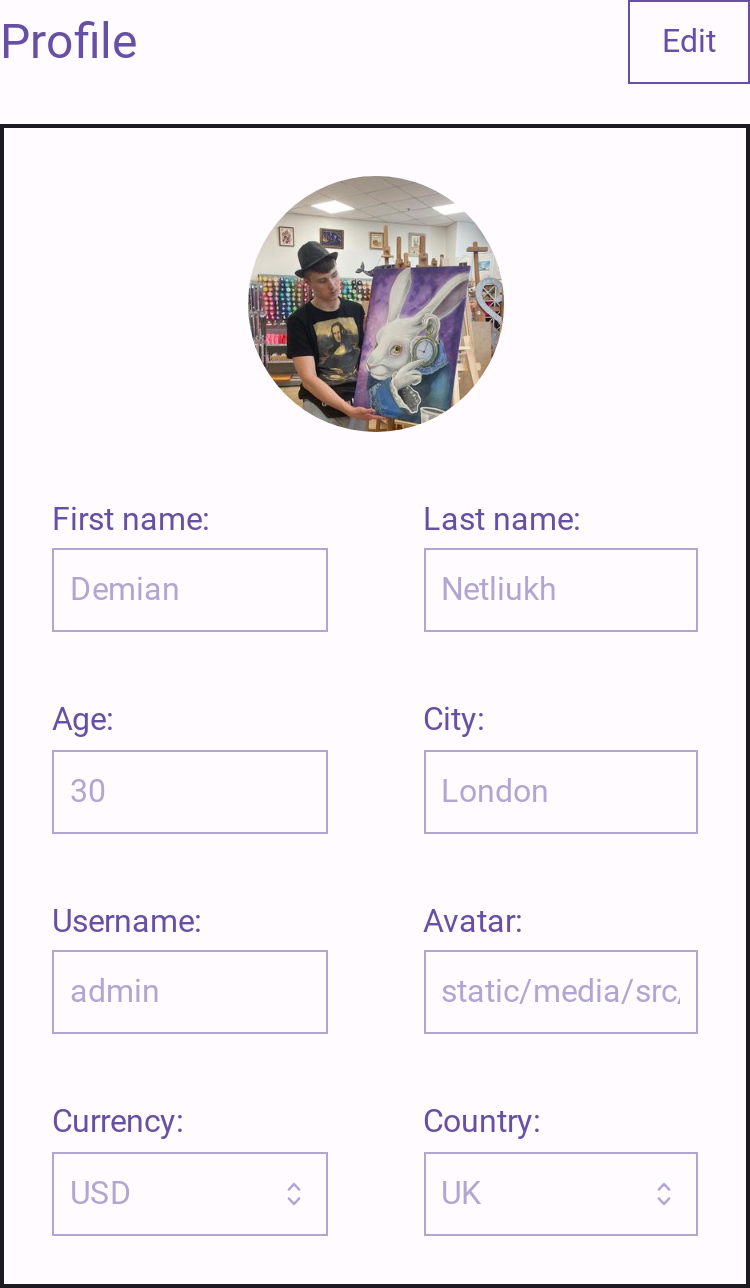 Profile
Edit
First name:
Last name:
Demian
Netliukh
Age:
City:
30
London
Username:
Avatar:
admin
static/media/src/
Currency:
Country:
USD
UK